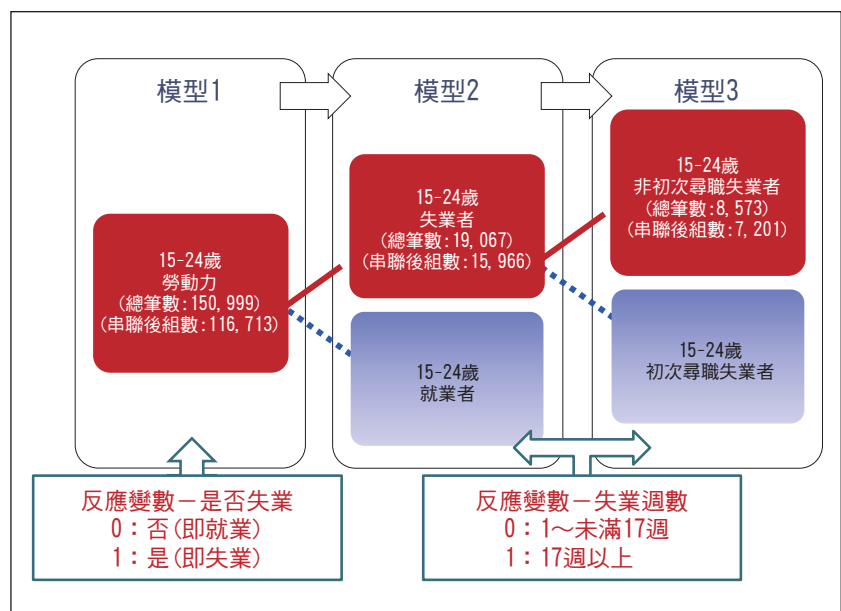 模型1
模型2
模型3
15-24歲
勞動力
(總筆數:150,999)
(串聯後組數:116,713)
15-24歲
失業者
(總筆數:19,067)
(串聯後組數:15,966)
15-24歲
就業者
15-24歲
非初次尋職失業者
(總筆數:8,573)
(串聯後組數:7,201)
15-24歲
初次尋職失業者
反應變數－是否失業
0：否(即就業)
1：是(即失業)
反應變數－失業週數
0：1～未滿17週
1：17週以上